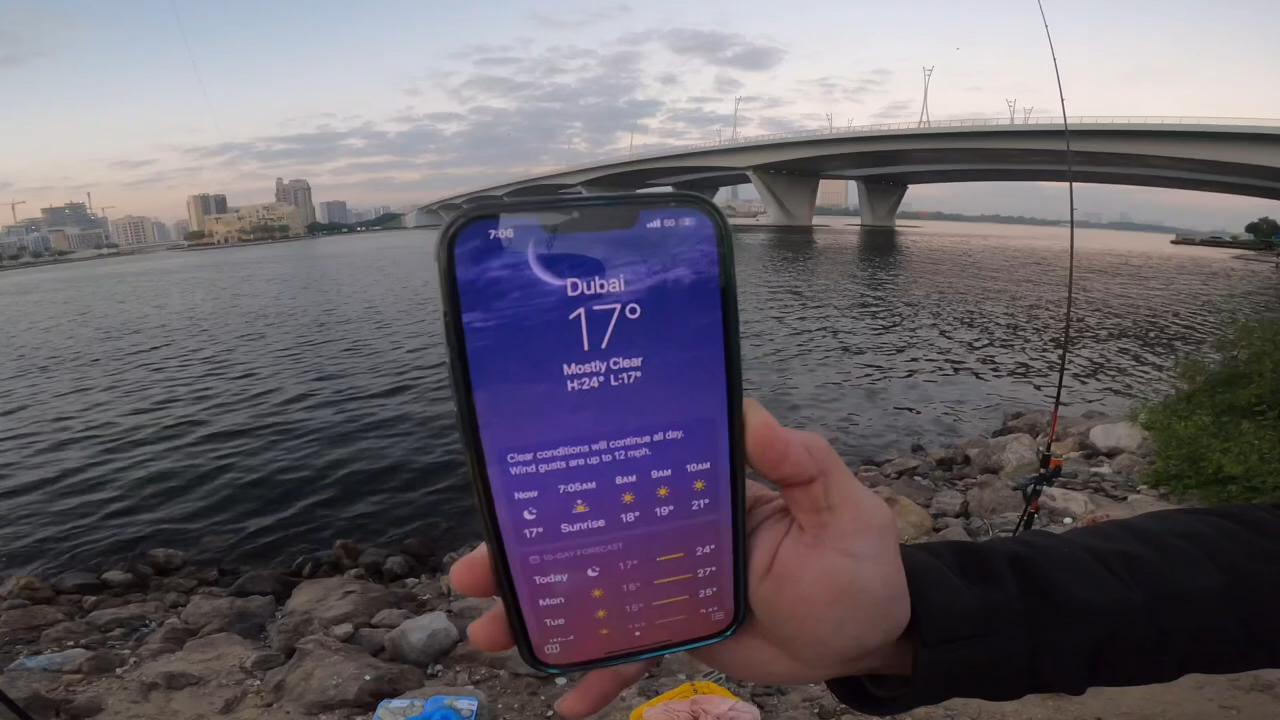 7:06 5G
Dubai
17°
Mostly Clear
H:24° L:17°
Clear conditions will continue all day.
Wind gusts are up to 12 mph.
Now 7:05AM 8AM 9AM 10AM
17° Sunrise 18° 19° 21°
10-DAY FORECAST
Today 17° 24°
Mon 16° 27°
Tue 25°